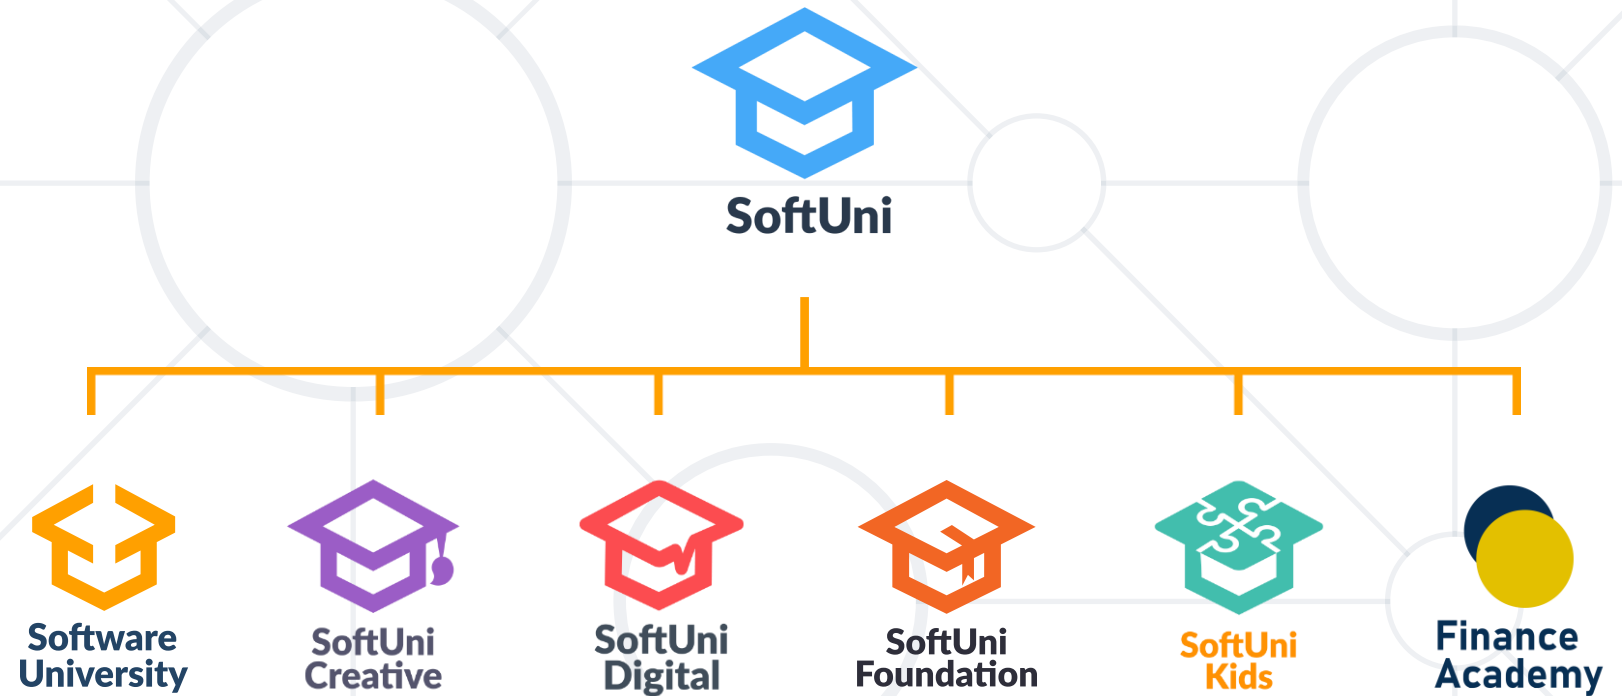 SoftUni
Software
University
SoftUni
Creative
SoftUni
Digital
SoftUni
Foundation
SoftUni
Kids
Finance
Academy